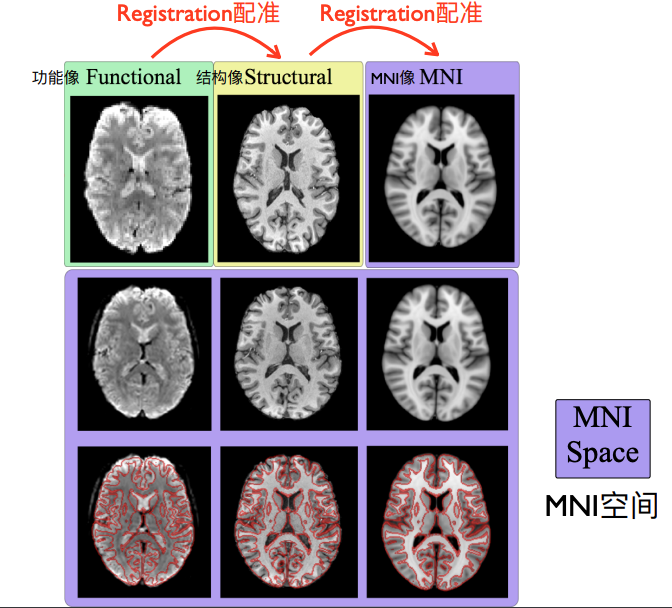 Registration配准 Registration配准
功能像 Functional 结构像Structural MNI像 MNI
MNI
Space
MNI空间